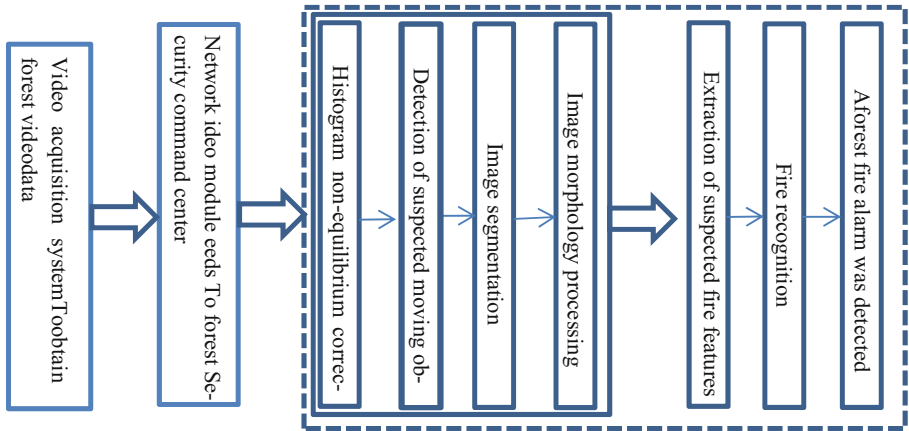 Video acquisition systemToobtain
forest videodata
Network ideo module eeds To forest Se-
curity command center
Histogram non-equilibrium correc-
Detection of suspected moving ob-
Image segmentation
Image morphology processing
Extraction of suspected fire features
Fire recognition
Aforest fire alarm was detected